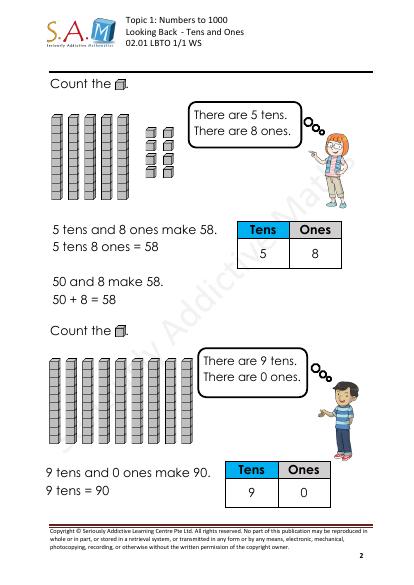 S.A.M
Seriously Addictive Mathematics
Topic 1: Numbers to 1000
Looking Back - Tens and Ones
02.01 LBTO 1/1 WS
Count the .
There are 5 tens.
There are 8 ones.
5 tens and 8 ones make 58.
5 tens 8 ones = 58
Tens Ones
5 8
50 and 8 make 58.
50 + 8 = 58
Count the .
There are 9 tens.
There are 0 ones.
9 tens and 0 ones make 90.
9 tens = 90
Tens Ones
9 0
Copyright © Seriously Addictive Learning Centre Pte Ltd. All rights reserved. No part of this publication may be reproduced in
whole or in part, or stored in a retrieval system, or transmitted in any form or by any means, electronic, mechanical,
photocopying, recording, or otherwise without the written permission of the copyright owner.
2